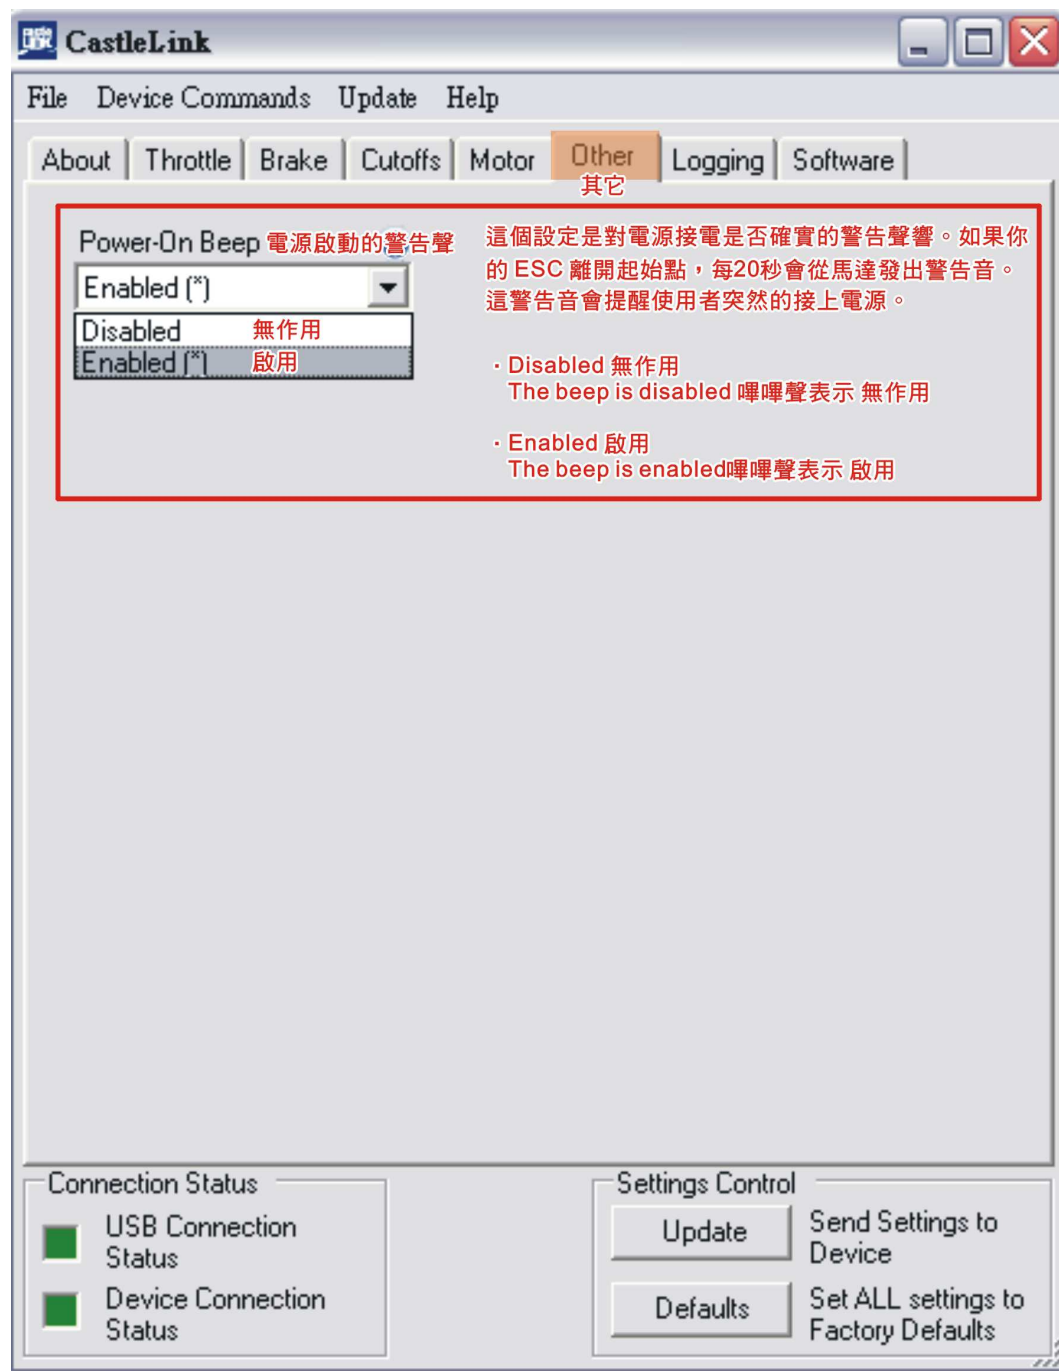 CastleLink
File Device Commands Update Help
About Throttle Brake Cutoffs Motor Other Logging Software
其它
Power-On Beep 電源啟動的警告聲
Enabled (*)
Disabled 無作用
Enabled (*) 啟用
這個設定是對電源接電是否確實的警告聲響。如果你
的 ESC 離開起始點，每20秒會從馬達發出警告音。
這警告音會提醒使用者突然的接上電源。
・Disabled 無作用
The beep is disabled 嗶嗶聲表示 無作用
・Enabled 啟用
The beep is enabled嗶嗶聲表示 啟用
Connection Status
USB Connection
Status
Device Connection
Status
Settings Control
Update
Send Settings to
Device
Defaults
Set ALL settings to
Factory Defaults